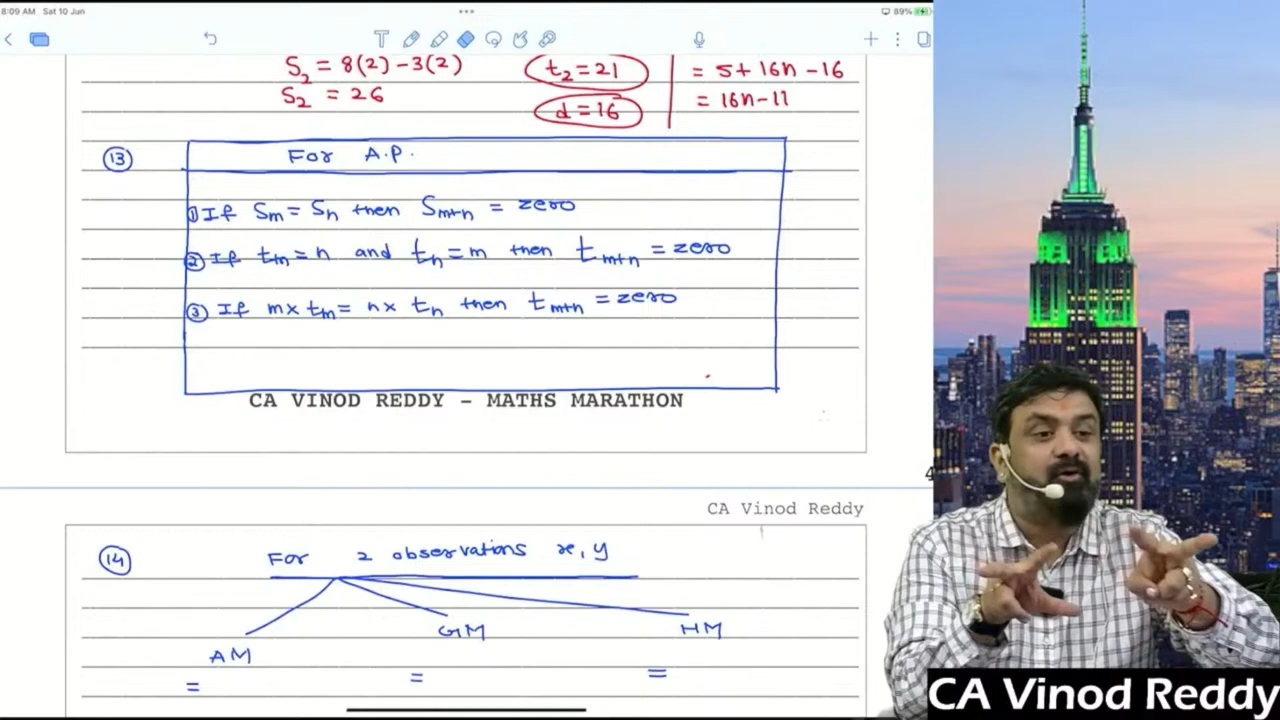 8:09 AM Sat 10 Jun
89%
S₂ = 8(2) – 3(2)
S₂ = 26
t₂ = 21
d = 16
= 5 + 16n – 16
= 16n – 11
13
For A.P.
① If Sm = Sn then Sm+n = zero
② If tm = n and tn = m then tm+n = zero
③ If m × tm = n × tn then tm+n = zero
CA VINOD REDDY – MATHS MARATHON
4
CA Vinod Reddy
14
For 2 observations x, y
AM
GM
HM
=
=
=
CA Vinod Reddy